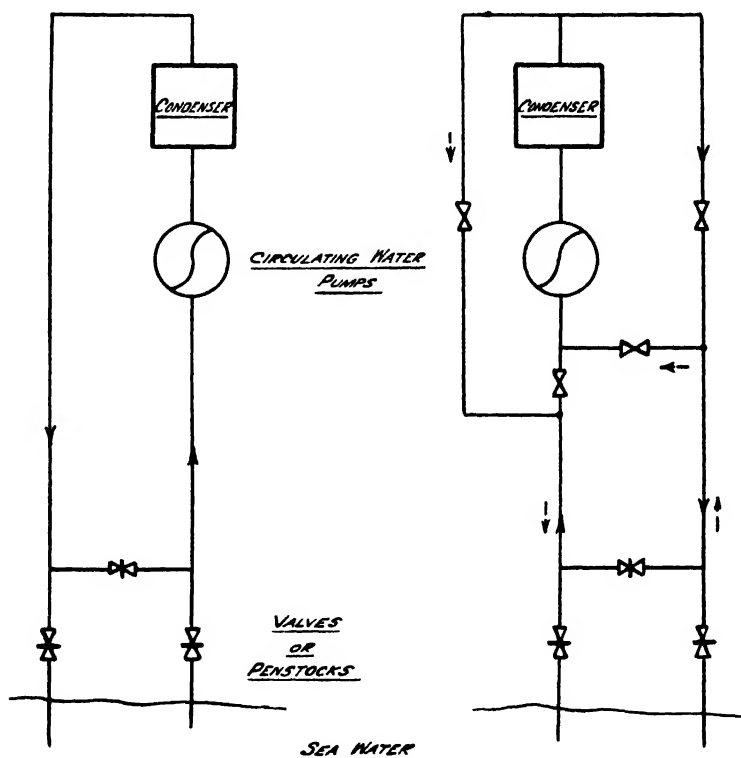 CONDENSER
CONDENSER
CIRCULATING WATER
PUMPS
VALVES
OR
PENSTOCKS
SEA WATER